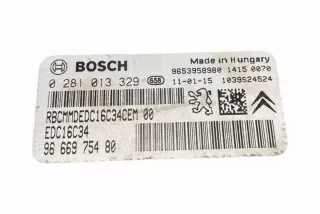 BOSCH
Made in Hungary
9653958980 1415 0070
0 281 013 329 658 11-01-15 1039S24524
RBCMMDEDC16C34CEM 00
EDC16C34
96 669 754 80